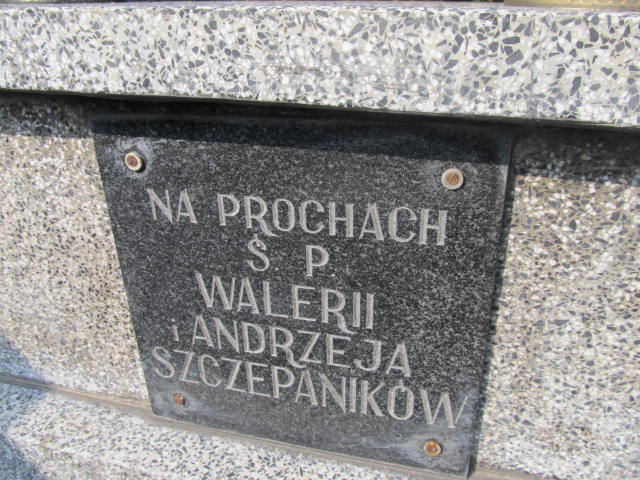 NA PROCHACH
Ś. P.
WALERII
i ANDRZEJA
SZCZEPANIKÓW